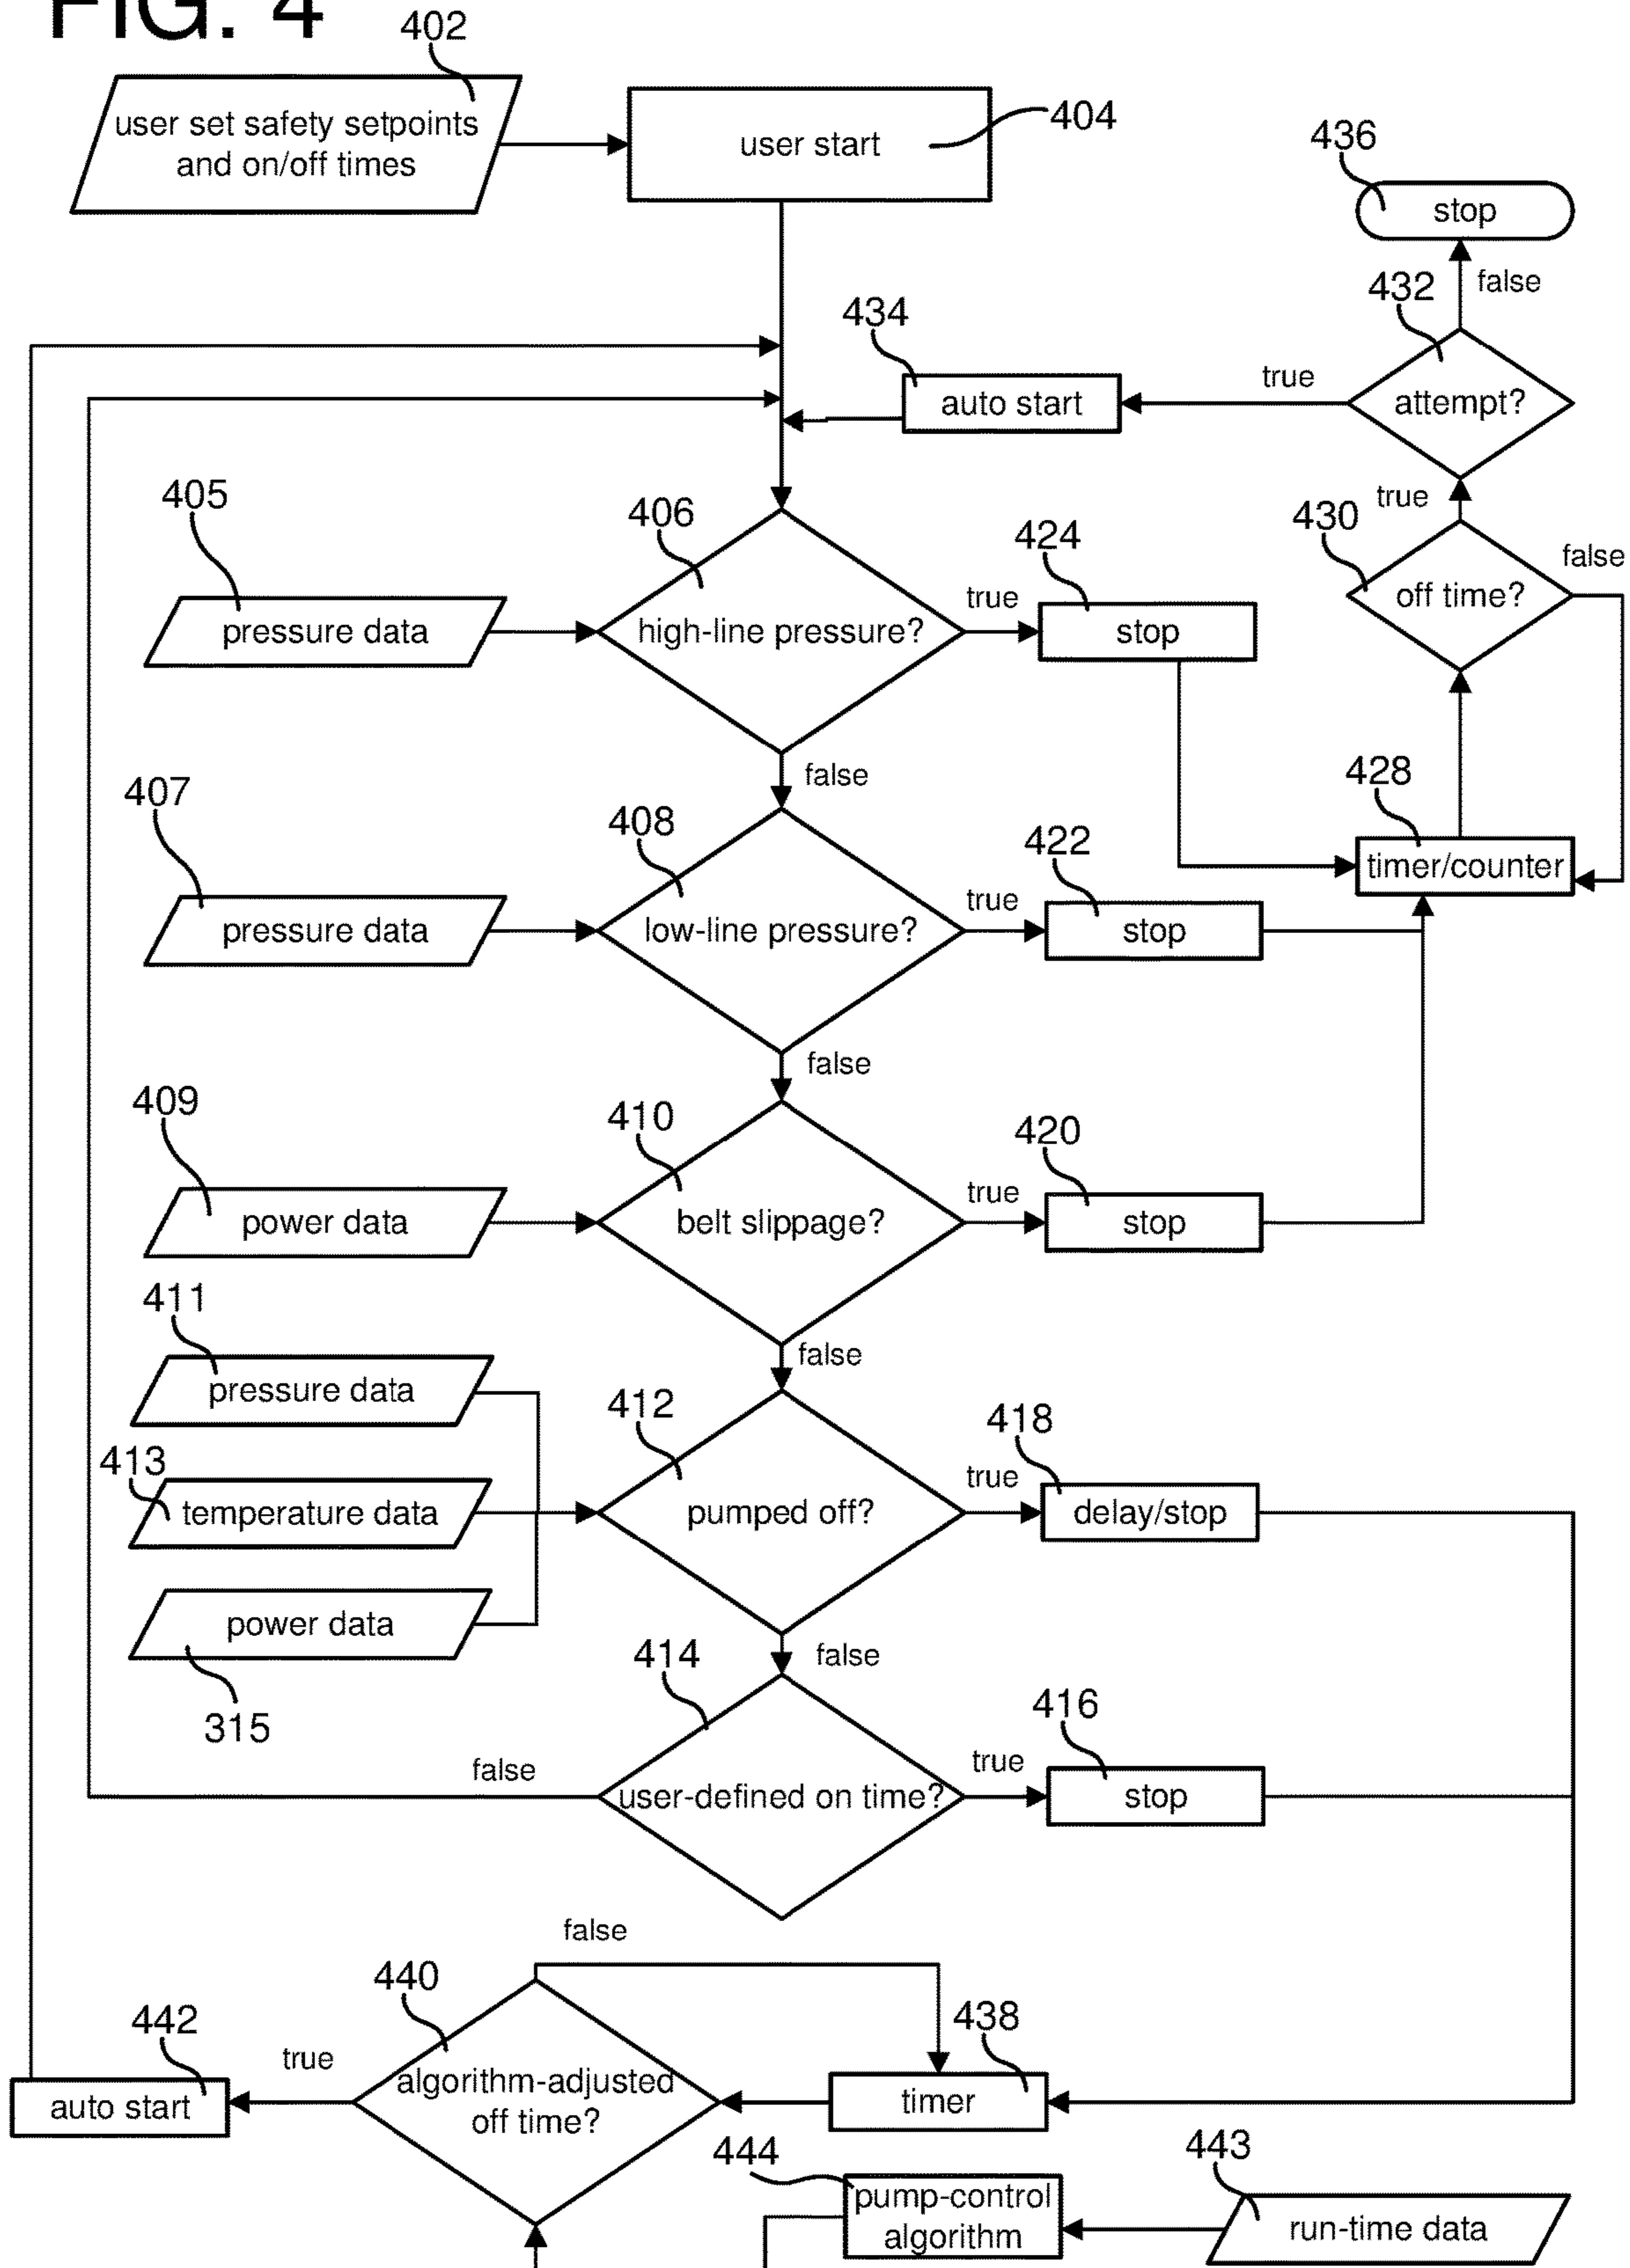 FIG. 4
402
user set safety setpoints
and on/off times
user start
404
436
stop
false
432
434
true
auto start
attempt?
true
405
406
424
430
false
pressure data
high-line pressure?
true
stop
off time?
false
407
408
422
428
timer/counter
pressure data
low-line pressure?
true
stop
false
409
410
420
power data
belt slippage?
true
stop
411
false
pressure data
412
418
413
temperature data
pumped off?
true
delay/stop
power data
315
false
414
416
false
user-defined on time?
true
stop
false
440
442
438
true
auto start
algorithm-adjusted
off time?
timer
444
443
pump-control
algorithm
run-time data